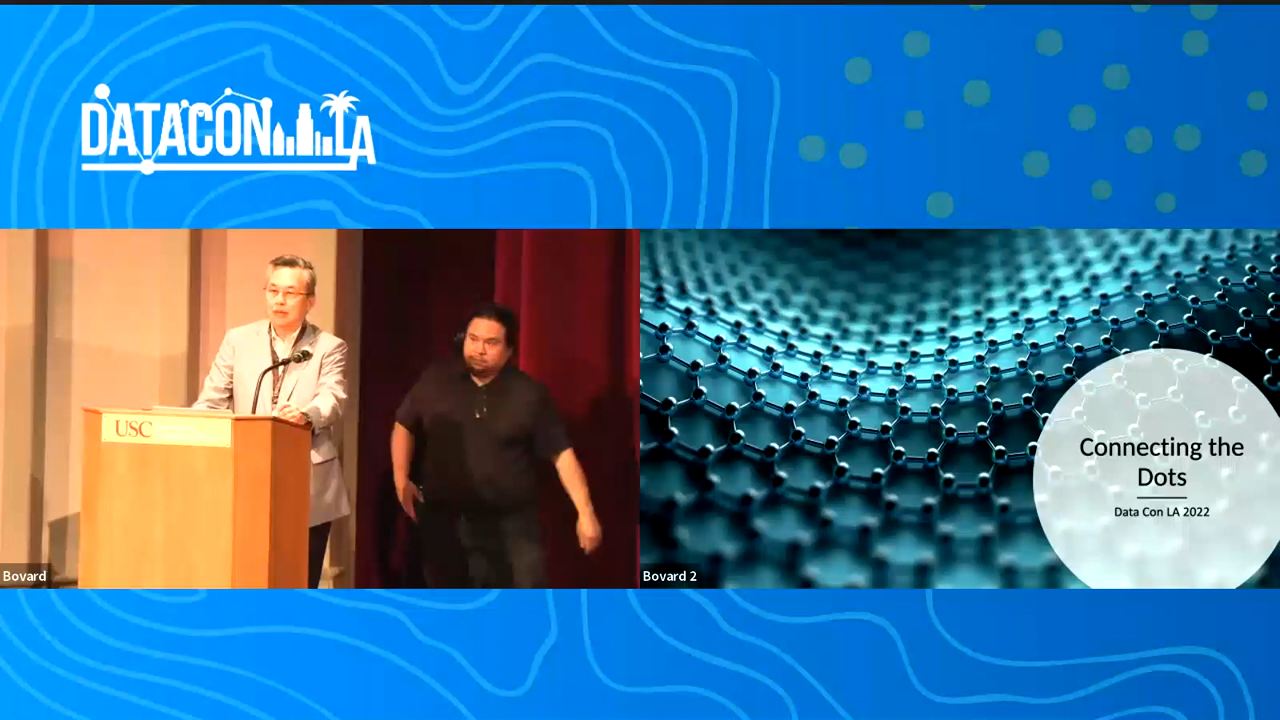 DATACON LA
USC
Connecting the
Dots
Data Con LA 2022
Bovard
Bovard 2